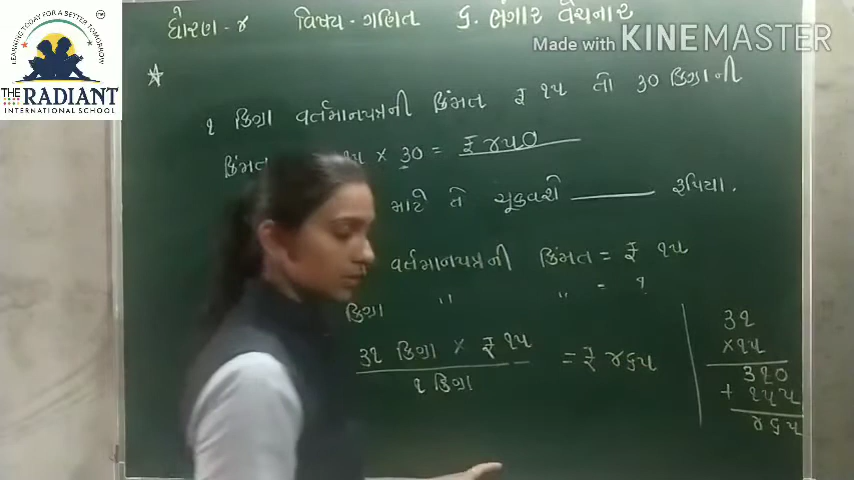 LEARNING TODAY FOR A BETTER TOMORROW
THE RADIANT
INTERNATIONAL SCHOOL
Made with KINEMASTER
ધોરણ - ૪ વિષય - ગણિત ૬. ભંગાર વેચનાર
૧ કિગ્રા વર્તમાનપત્રની કિંમત ₹ ૧૫ તો ૩૦ કિગ્રાની
કિંમત ૧૫ × ૩૦ = ₹ ૪૫૦
માટે તે ચૂકવશે ______ રૂપિયા.
વર્તમાનપત્રની કિંમત = ₹ ૧૫
કિગ્રા " " = ?
૩૧ કિગ્રા × ₹ ૧૫
૧ કિગ્રા
= ₹ ૪૬૫
૩૧
×૧૫
૩૧૦
+ ૧૫૫
૪૬૫